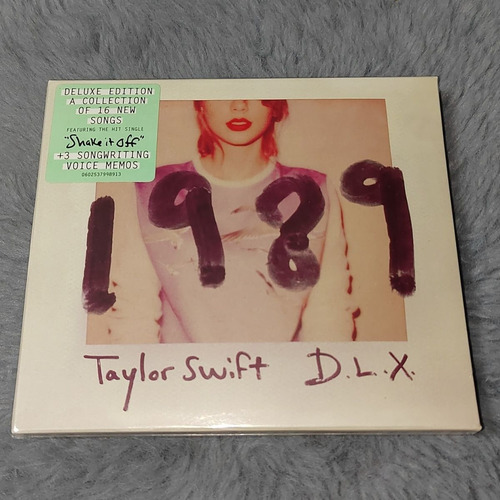 DELUXE EDITION
A COLLECTION
OF 16 NEW
SONGS
FEATURING THE HIT SINGLE
"Shake it off"
+3 SONGWRITING
VOICE MEMOS
0602537998913
1989
Taylor Swift D.L.X.